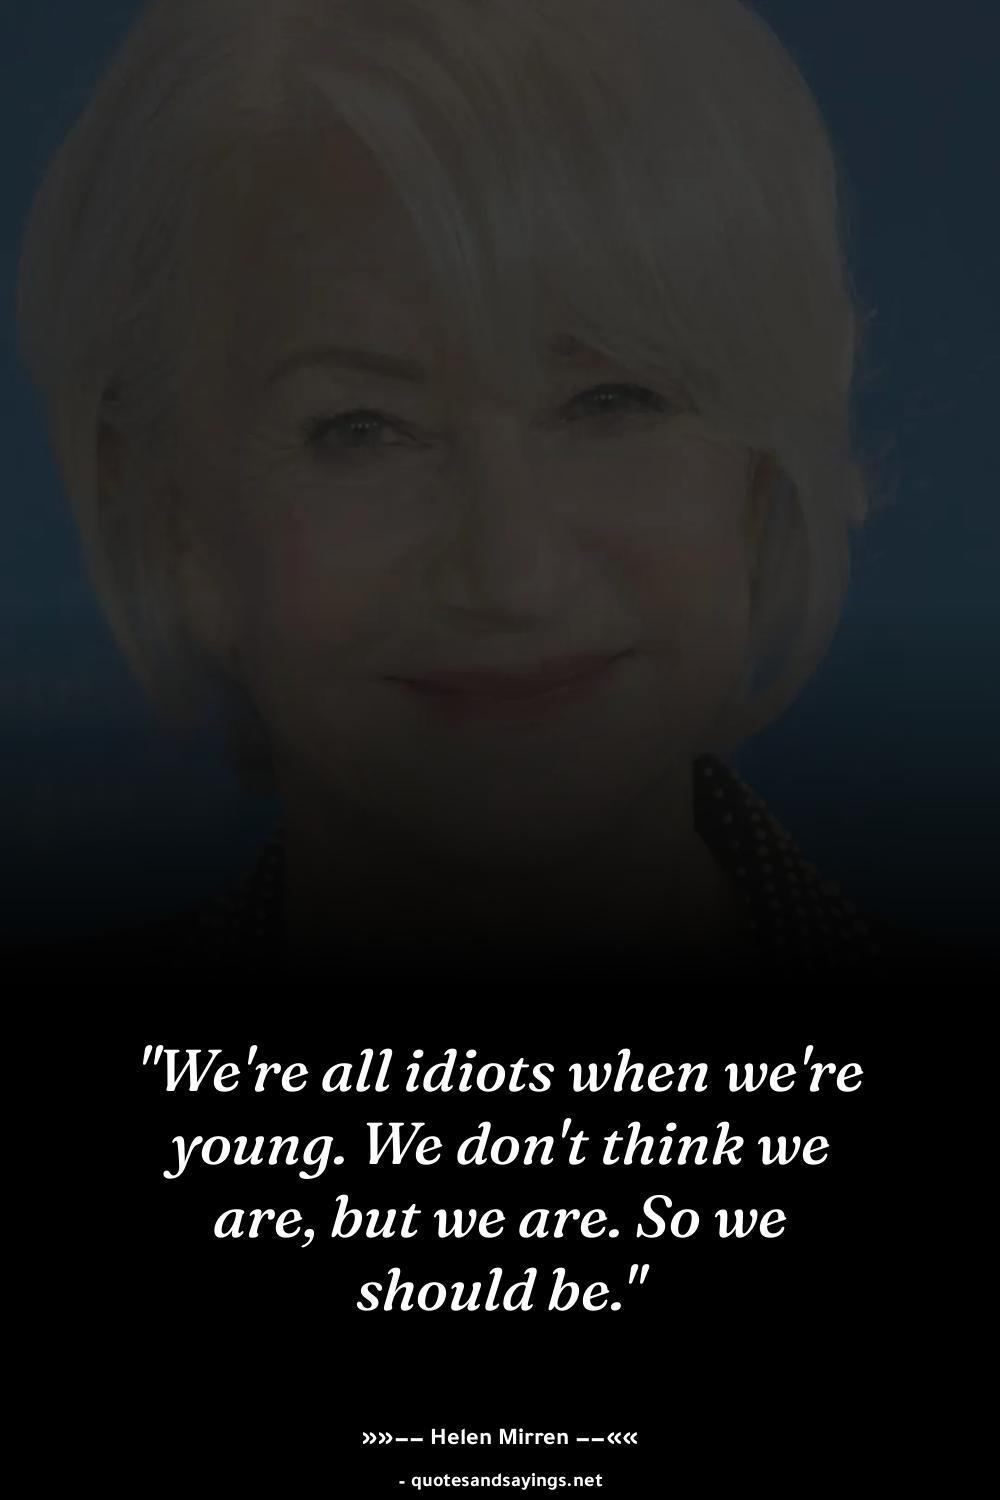 "We're all idiots when we're
young. We don't think we
are, but we are. So we
should be."
»»−− Helen Mirren −−««
- quotesandsayings.net